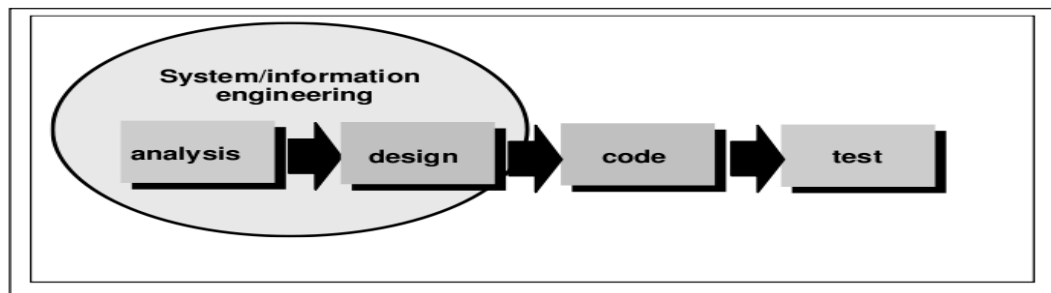 System/information
engineering
analysis
design
code
test